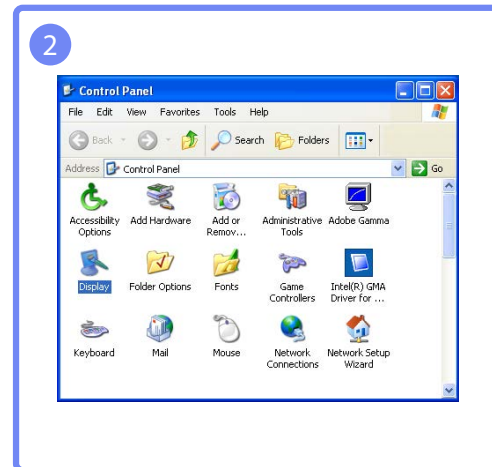 2
Control Panel
File Edit View Favorites Tools Help
Back Search Folders
Address Control Panel Go
Accessibility Options Add Hardware Add or Remov... Administrative Tools Adobe Gamma
Display Folder Options Fonts Game Controllers Intel(R) GMA Driver for ...
Keyboard Mail Mouse Network Connections Network Setup Wizard